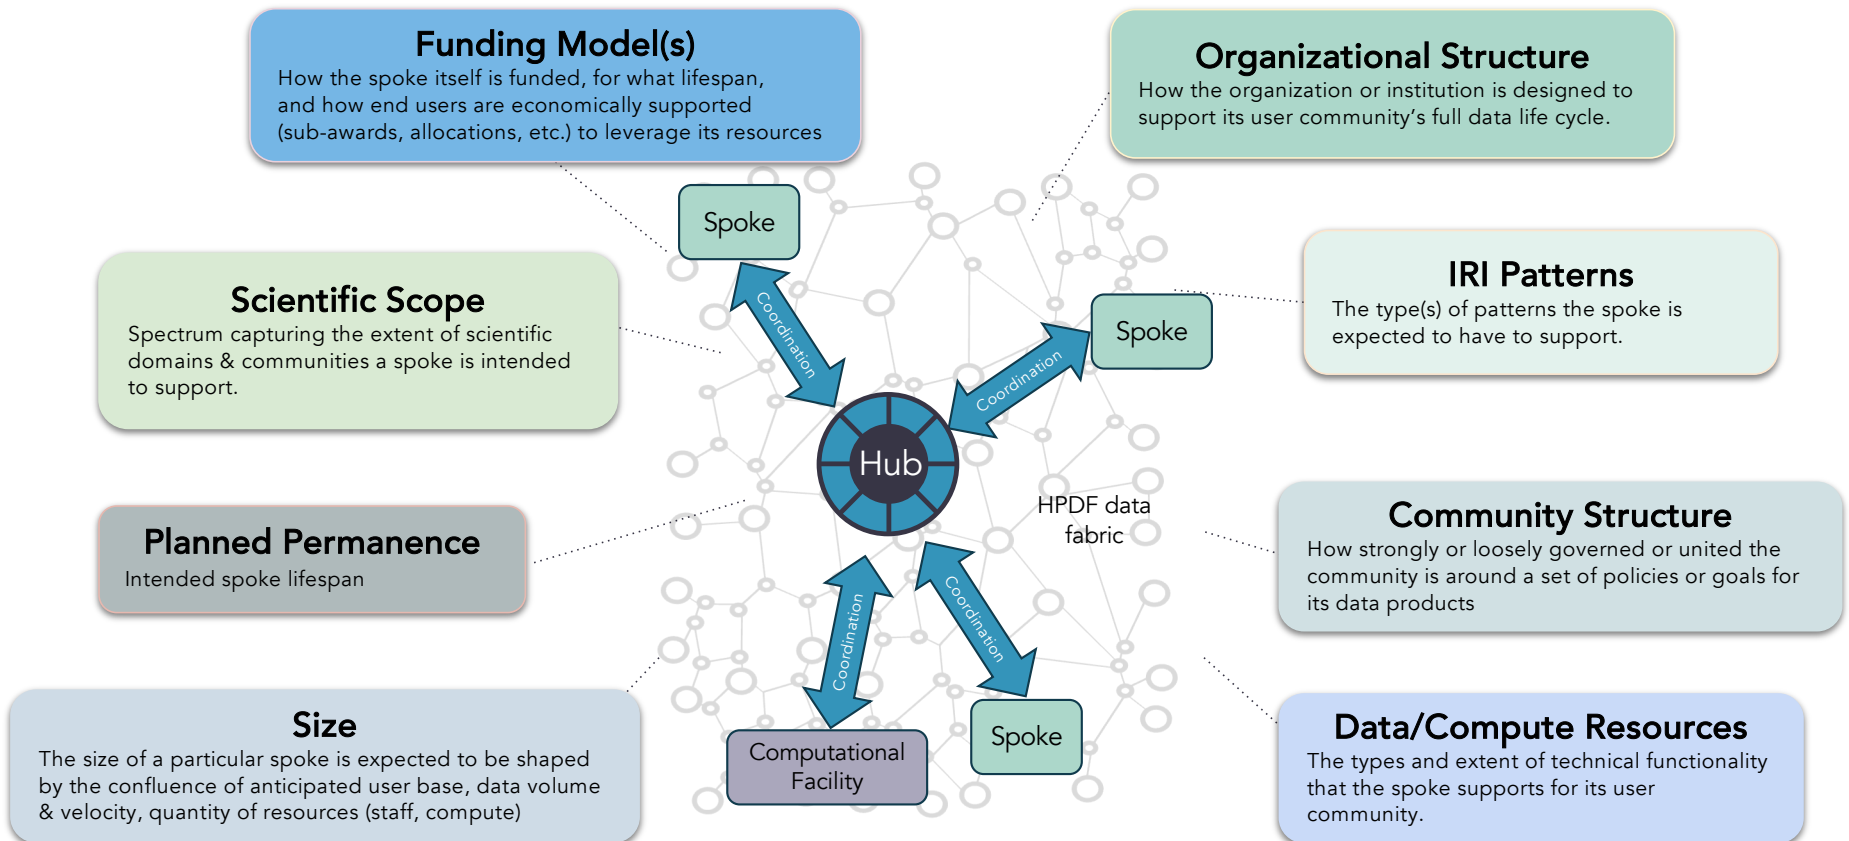 Funding Model(s)
How the spoke itself is funded, for what lifespan,
and how end users are economically supported
(sub-awards, allocations, etc.) to leverage its resources
Organizational Structure
How the organization or institution is designed to
support its user community’s full data life cycle.
Spoke
Scientific Scope
Spectrum capturing the extent of scientific
domains & communities a spoke is intended
to support.
Coordination
Spoke
Coordination
IRI Patterns
The type(s) of patterns the spoke is
expected to have to support.
Hub
HPDF data
fabric
Planned Permanence
Intended spoke lifespan
Community Structure
How strongly or loosely governed or united the
community is around a set of policies or goals for
its data products
Coordination
Coordination
Size
The size of a particular spoke is expected to be shaped
by the confluence of anticipated user base, data volume
& velocity, quantity of resources (staff, compute)
Computational
Facility
Spoke
Data/Compute Resources
The types and extent of technical functionality
that the spoke supports for its user
community.